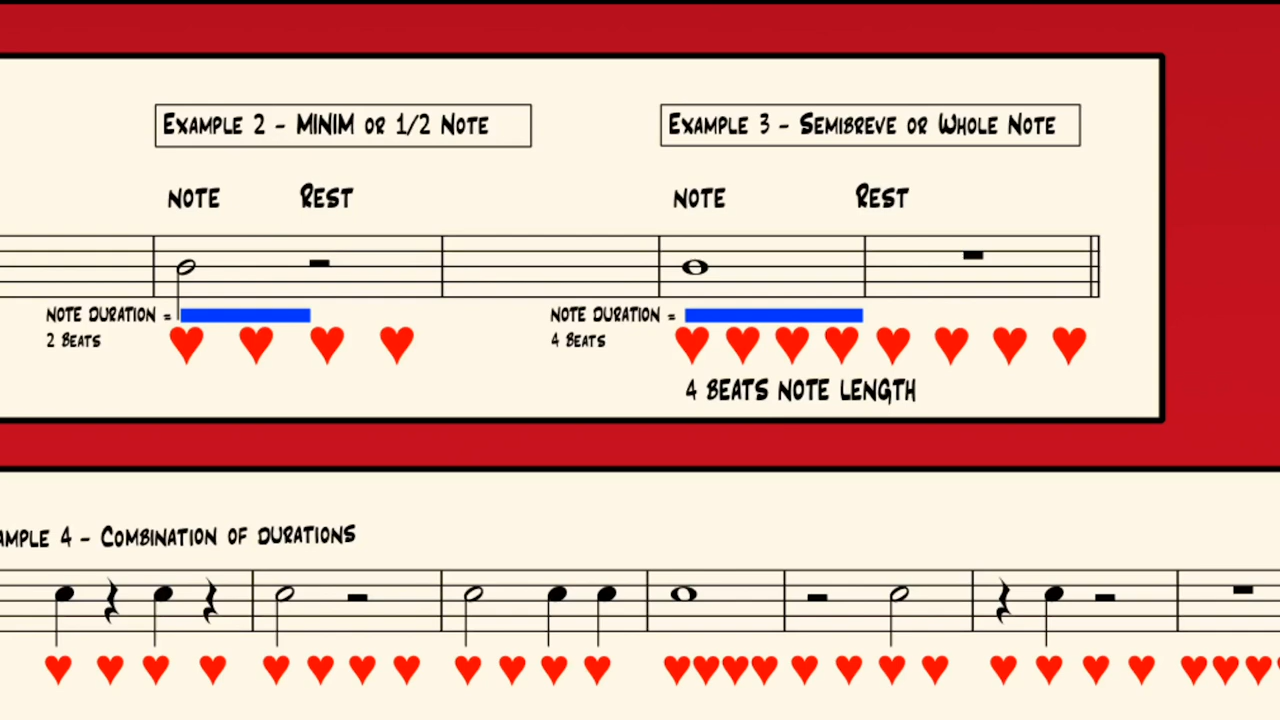 Example 2 - MINIM or 1/2 Note
Example 3 - Semibreve or Whole Note
NOTE Rest
NOTE Rest
NOTE DURATION =
2 Beats
NOTE DURATION =
4 Beats
4 BEATS NOTE LENGTH
ample 4 - Combination of durations